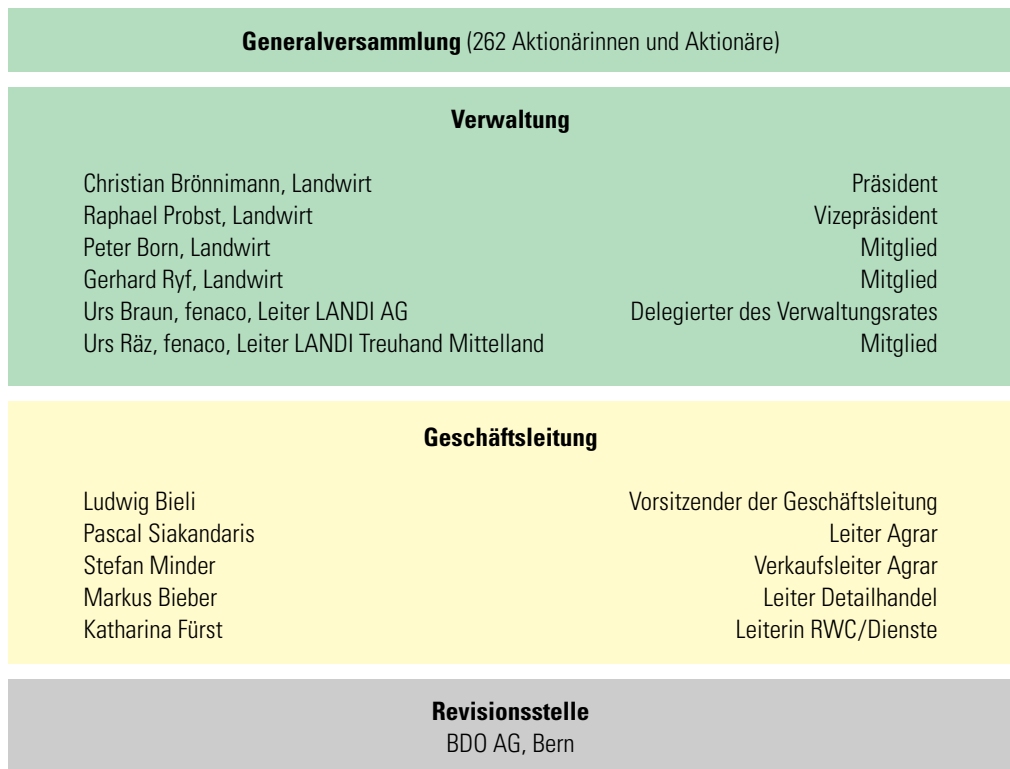 Generalversammlung (262 Aktionärinnen und Aktionäre)
Verwaltung
Christian Brönnimann, Landwirt Präsident
Raphael Probst, Landwirt Vizepräsident
Peter Born, Landwirt Mitglied
Gerhard Ryf, Landwirt Mitglied
Urs Braun, fenaco, Leiter LANDI AG Delegierter des Verwaltungsrates
Urs Räz, fenaco, Leiter LANDI Treuhand Mittelland Mitglied
Geschäftsleitung
Ludwig Bieli Vorsitzender der Geschäftsleitung
Pascal Siakandaris Leiter Agrar
Stefan Minder Verkaufsleiter Agrar
Markus Bieber Leiter Detailhandel
Katharina Fürst Leiterin RWC/Dienste
Revisionsstelle
BDO AG, Bern